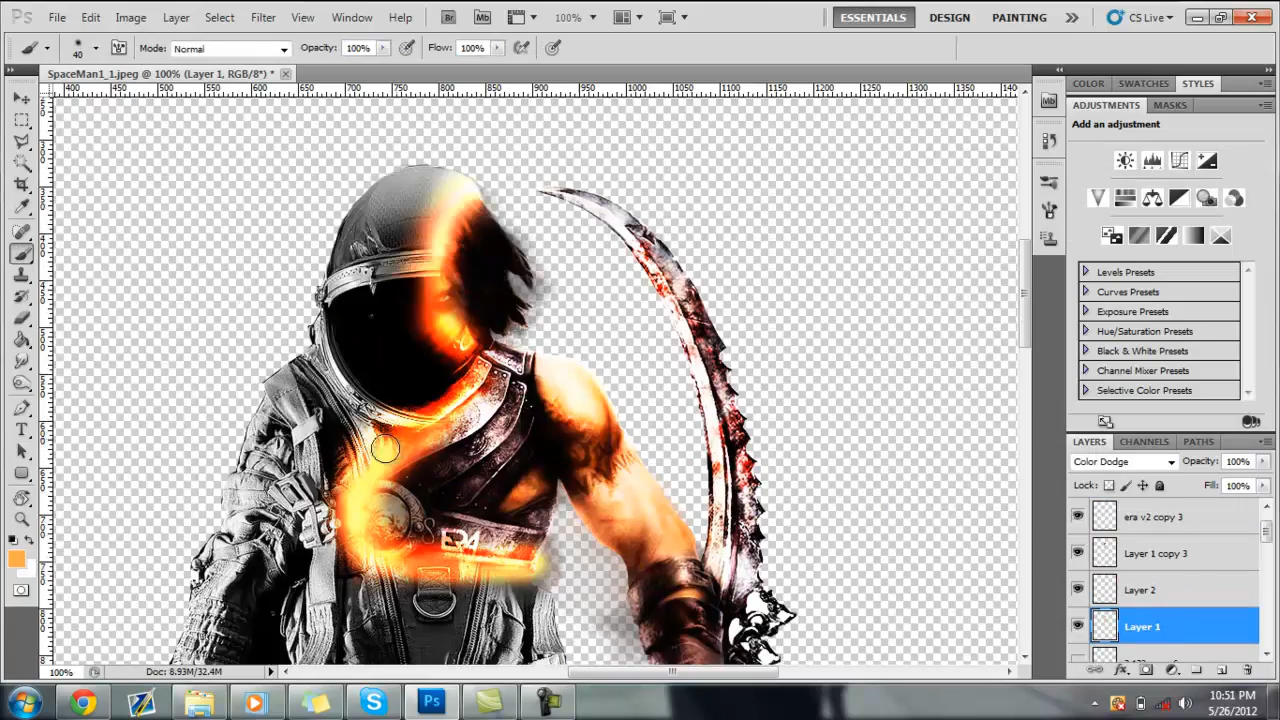 Ps File Edit Image Layer Select Filter View Window Help Br Mb 100% ESSENTIALS DESIGN PAINTING CS Live
40 Mode: Normal Opacity: 100% Flow: 100%
SpaceMan1_1.jpeg @ 100% (Layer 1, RGB/8*) *
400 450 500 550 600 650 700 750 800 850 900 950 1000 1050 1100 1150 1200 1250 1300 1350 140
COLOR SWATCHES STYLES
Mb
ADJUSTMENTS MASKS
Add an adjustment
Levels Presets
Curves Presets
Exposure Presets
Hue/Saturation Presets
Black & White Presets
Channel Mixer Presets
Selective Color Presets
LAYERS CHANNELS PATHS
Color Dodge Opacity: 100%
Lock: Fill: 100%
era v2 copy 3
Layer 1 copy 3
Layer 2
Layer 1
ERA
100% Doc: 8.93M/32.4M
Ps
10:51 PM
5/26/2012